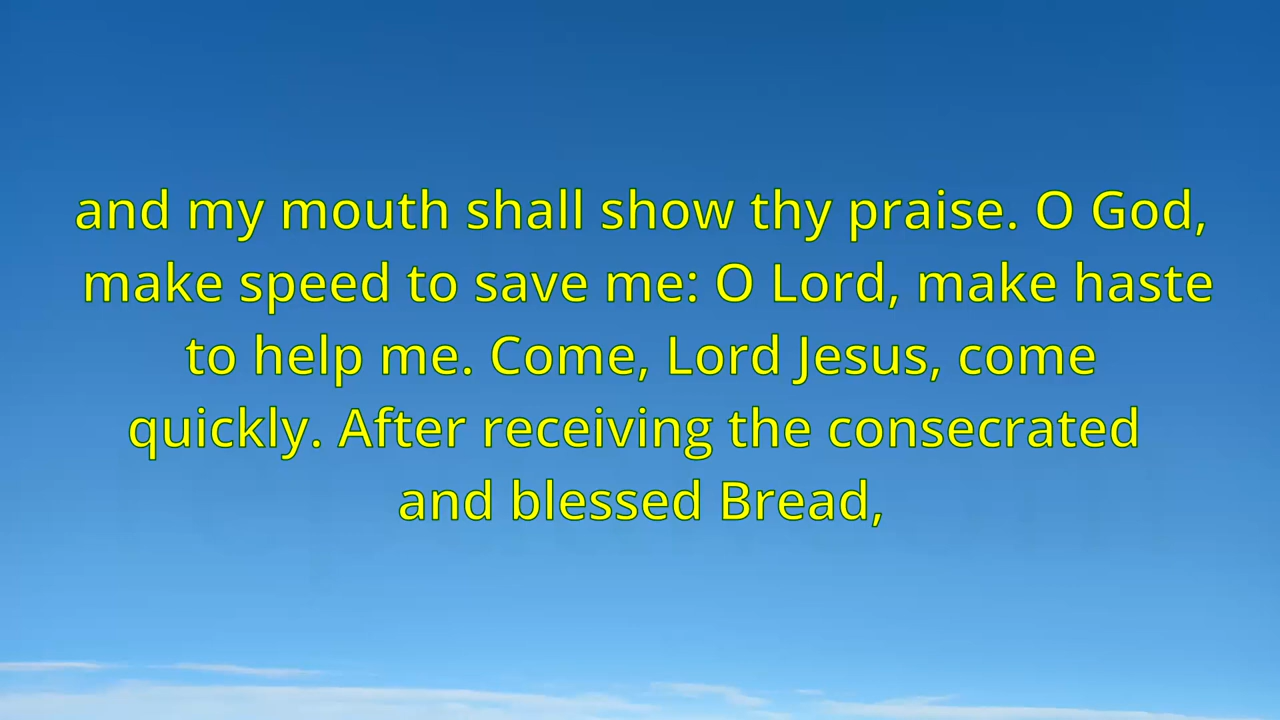 and my mouth shall show thy praise. O God,
make speed to save me: O Lord, make haste
to help me. Come, Lord Jesus, come
quickly. After receiving the consecrated
and blessed Bread,